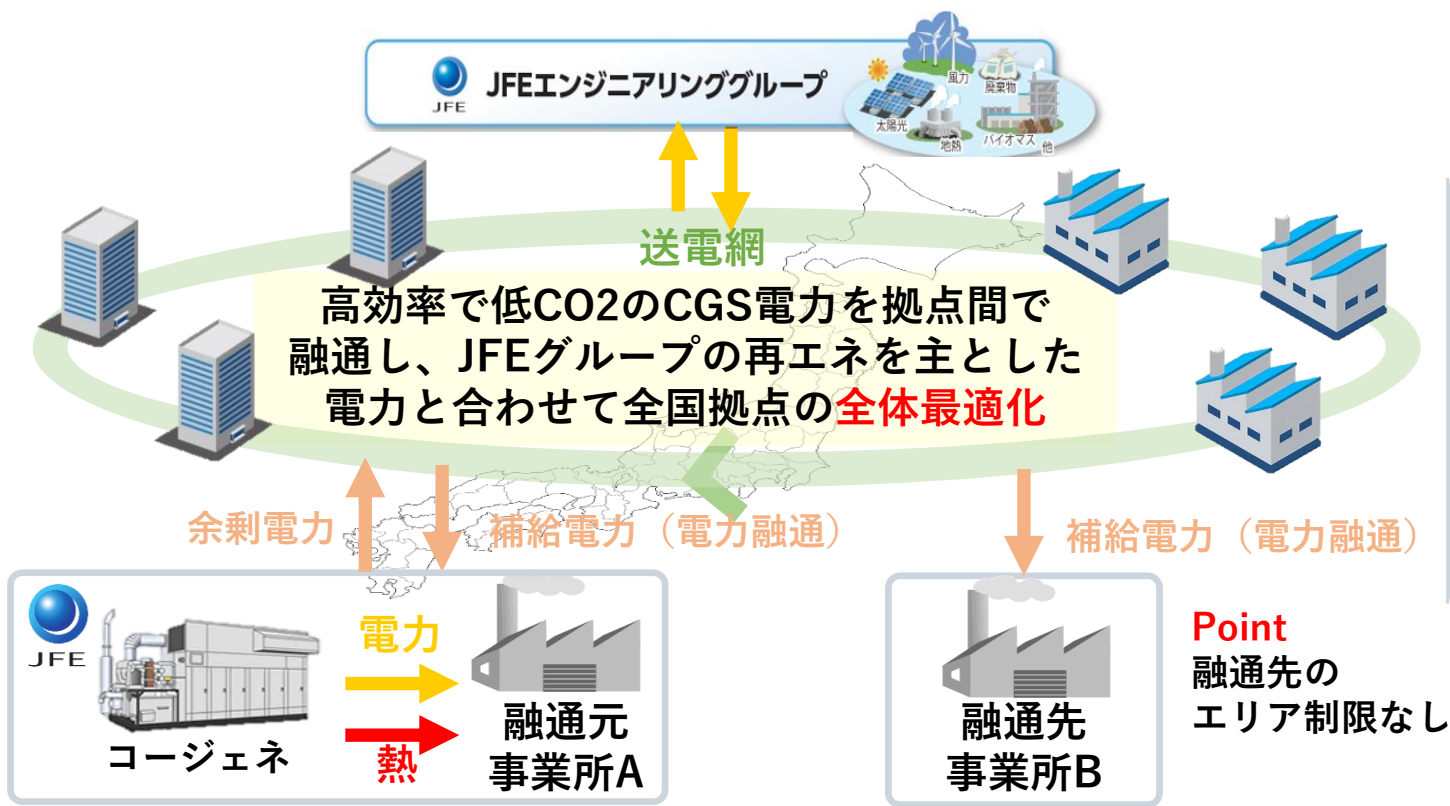 JFE
JFEエンジニアリンググループ
風力
廃棄物
太陽光
地熱
バイオマス
他
送電網
高効率で低CO2のCGS電力を拠点間で
融通し、JFEグループの再エネを主とした
電力と合わせて全国拠点の全体最適化
余剰電力
補給電力（電力融通）
補給電力（電力融通）
JFE
電力
熱
コージェネ
融通元
事業所A
融通先
事業所B
Point
融通先の
エリア制限なし